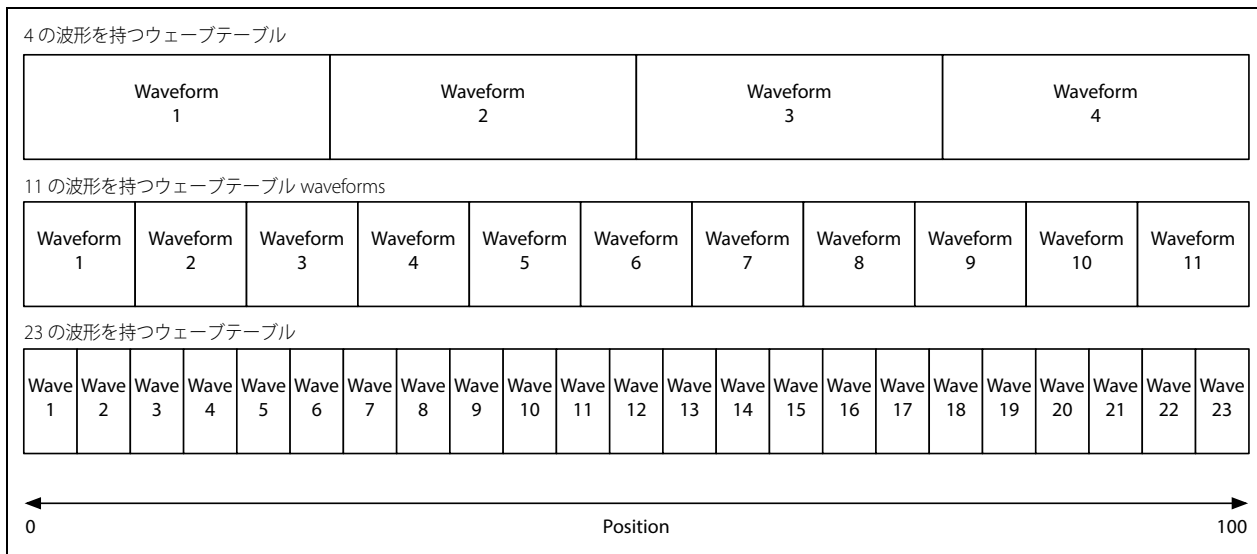 4 の波形を持つウェーブテーブル
Waveform Waveform Waveform Waveform
1 2 3 4
11 の波形を持つウェーブテーブル waveforms
Waveform Waveform Waveform Waveform Waveform Waveform Waveform Waveform Waveform Waveform Waveform
1 2 3 4 5 6 7 8 9 10 11
23 の波形を持つウェーブテーブル
Wave Wave Wave Wave Wave Wave Wave Wave Wave Wave Wave Wave Wave Wave Wave Wave Wave Wave Wave Wave Wave Wave Wave
1 2 3 4 5 6 7 8 9 10 11 12 13 14 15 16 17 18 19 20 21 22 23
0 Position 100